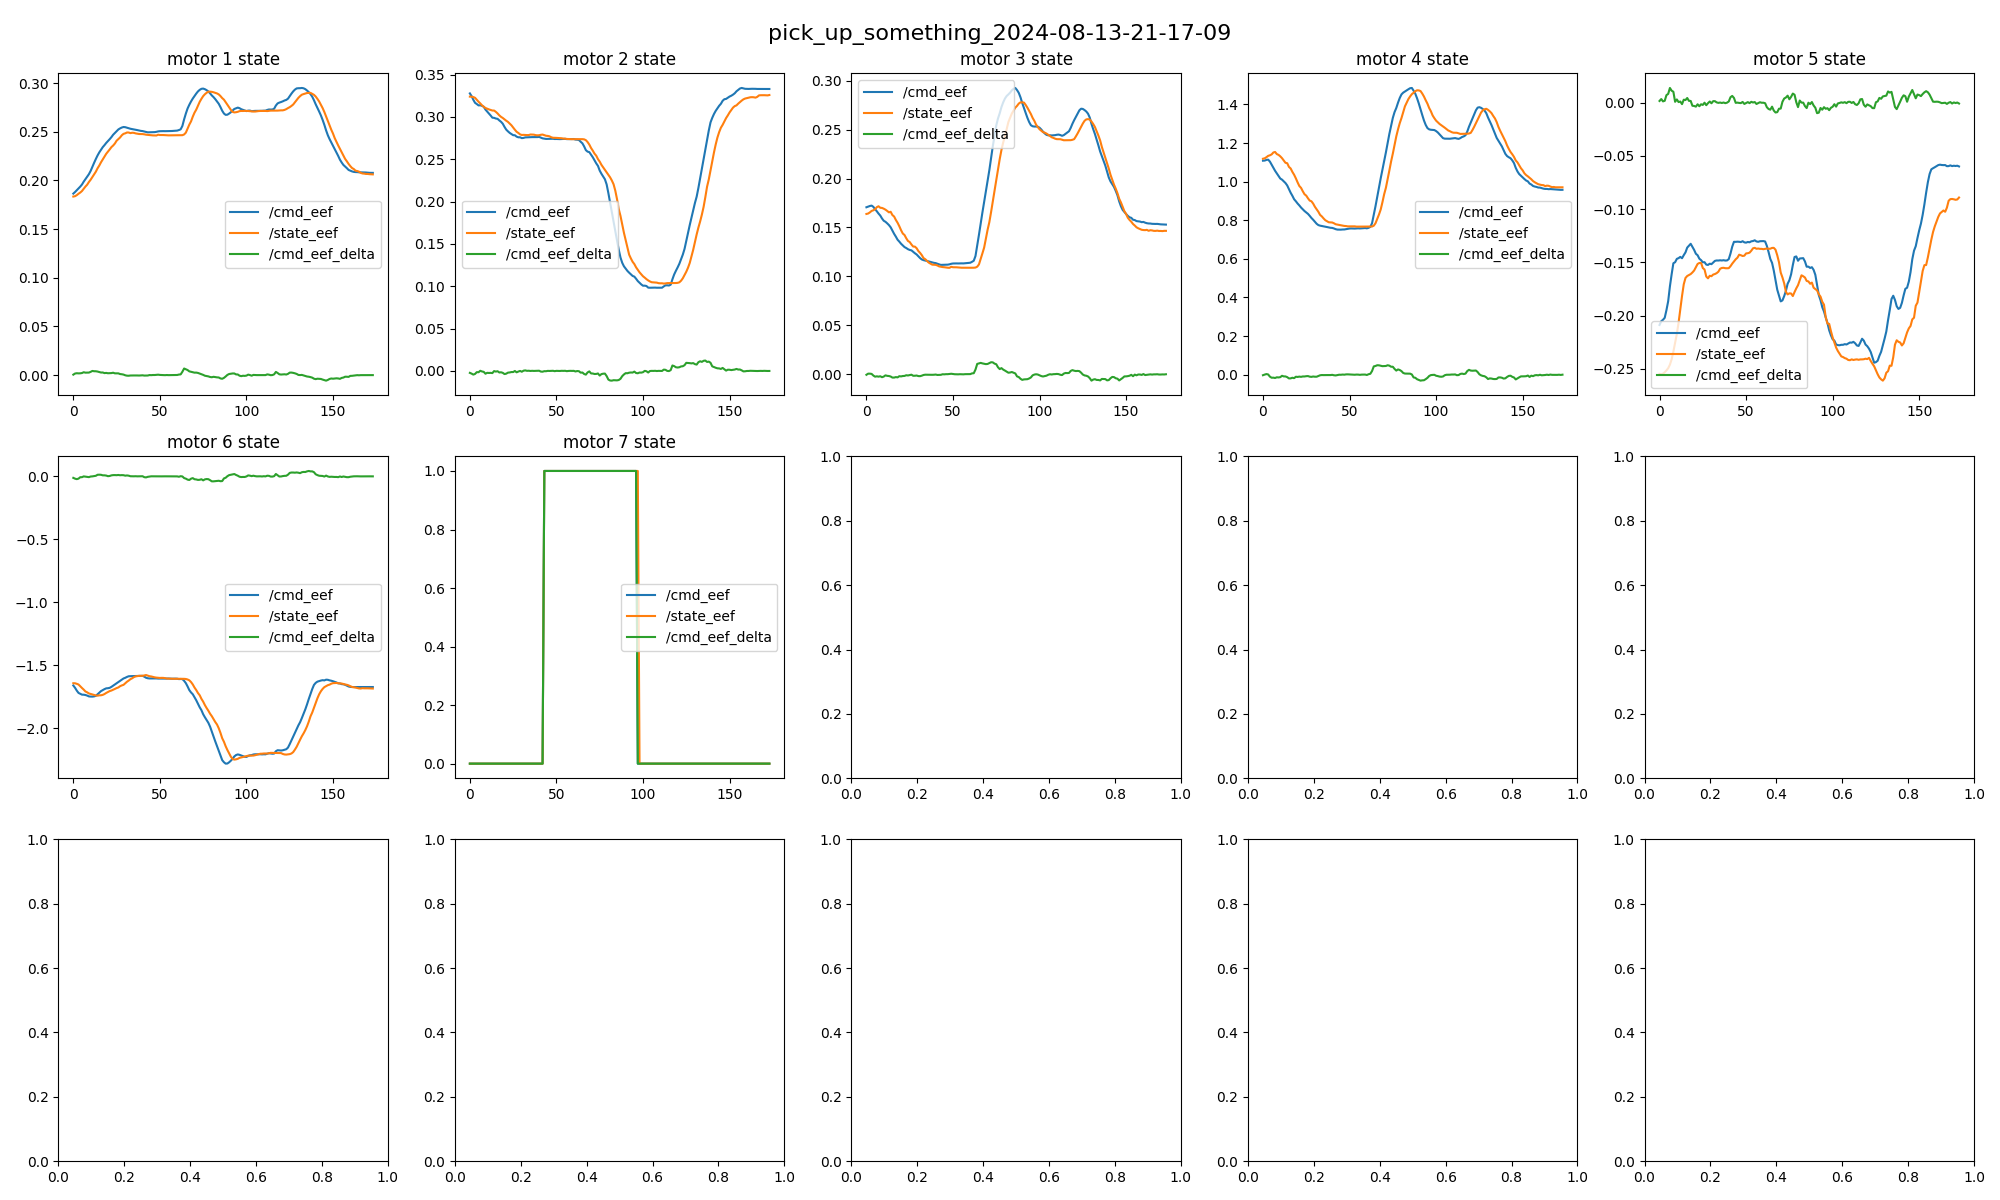 pick_up_something_2024-08-13-21-17-09
motor 1 state
0.30
0.25
0.20
0.15
0.10
0.05
0.00
0 50 100 150
/cmd_eef
/state_eef
/cmd_eef_delta
motor 2 state
0.35
0.30
0.25
0.20
0.15
0.10
0.05
0.00
0 50 100 150
/cmd_eef
/state_eef
/cmd_eef_delta
motor 3 state
0.30
0.25
0.20
0.15
0.10
0.05
0.00
0 50 100 150
/cmd_eef
/state_eef
/cmd_eef_delta
motor 4 state
1.4
1.2
1.0
0.8
0.6
0.4
0.2
0.0
0 50 100 150
/cmd_eef
/state_eef
/cmd_eef_delta
motor 5 state
0.00
−0.05
−0.10
−0.15
−0.20
−0.25
0 50 100 150
/cmd_eef
/state_eef
/cmd_eef_delta
motor 6 state
0.0
−0.5
−1.0
−1.5
−2.0
0 50 100 150
/cmd_eef
/state_eef
/cmd_eef_delta
motor 7 state
1.0
0.8
0.6
0.4
0.2
0.0
0 50 100 150
/cmd_eef
/state_eef
/cmd_eef_delta
1.0
0.8
0.6
0.4
0.2
0.0
0.0 0.2 0.4 0.6 0.8 1.0
1.0
0.8
0.6
0.4
0.2
0.0
0.0 0.2 0.4 0.6 0.8 1.0
1.0
0.8
0.6
0.4
0.2
0.0
0.0 0.2 0.4 0.6 0.8 1.0
1.0
0.8
0.6
0.4
0.2
0.0
0.0 0.2 0.4 0.6 0.8 1.0
1.0
0.8
0.6
0.4
0.2
0.0
0.0 0.2 0.4 0.6 0.8 1.0
1.0
0.8
0.6
0.4
0.2
0.0
0.0 0.2 0.4 0.6 0.8 1.0
1.0
0.8
0.6
0.4
0.2
0.0
0.0 0.2 0.4 0.6 0.8 1.0
1.0
0.8
0.6
0.4
0.2
0.0
0.0 0.2 0.4 0.6 0.8 1.0